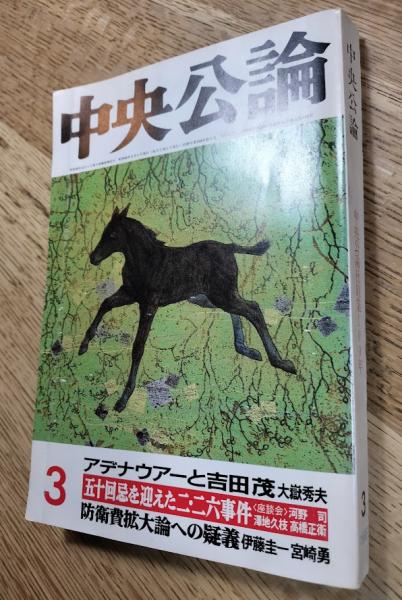 中央公論
3
アデナウアーと吉田茂 大嶽秀夫
五十回忌を迎えた二二六事件 〈座談会〉 河野 司
澤地久枝 高橋正衛
防衛費拡大論への疑義 伊藤圭一 宮崎勇
中央公論
3